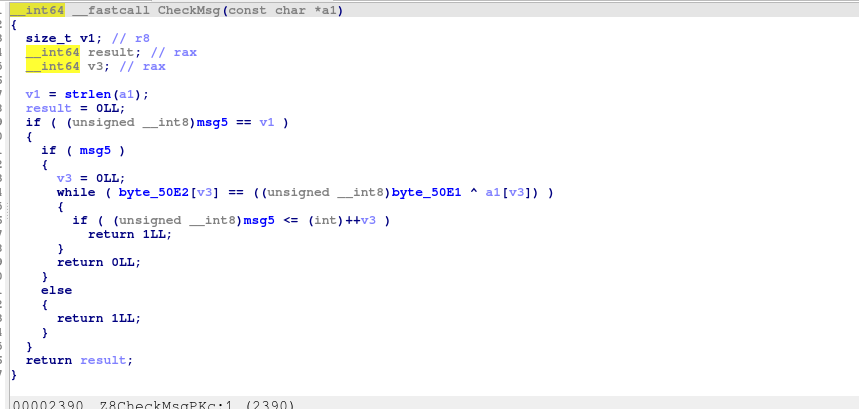 __int64 __fastcall CheckMsg(const char *a1)
{
  size_t v1; // r8
  __int64 result; // rax
  __int64 v3; // rax
  v1 = strlen(a1);
  result = 0LL;
  if ( (unsigned __int8)msg5 == v1 )
  {
    if ( msg5 )
    {
      v3 = 0LL;
      while ( byte_50E2[v3] == ((unsigned __int8)byte_50E1 ^ a1[v3]) )
      {
        if ( (unsigned __int8)msg5 <= (int)++v3 )
          return 1LL;
      }
      return 0LL;
    }
    else
    {
      return 1LL;
    }
  }
  return result;
}
00002390 _Z8CheckMsgPKc:1 (2390)